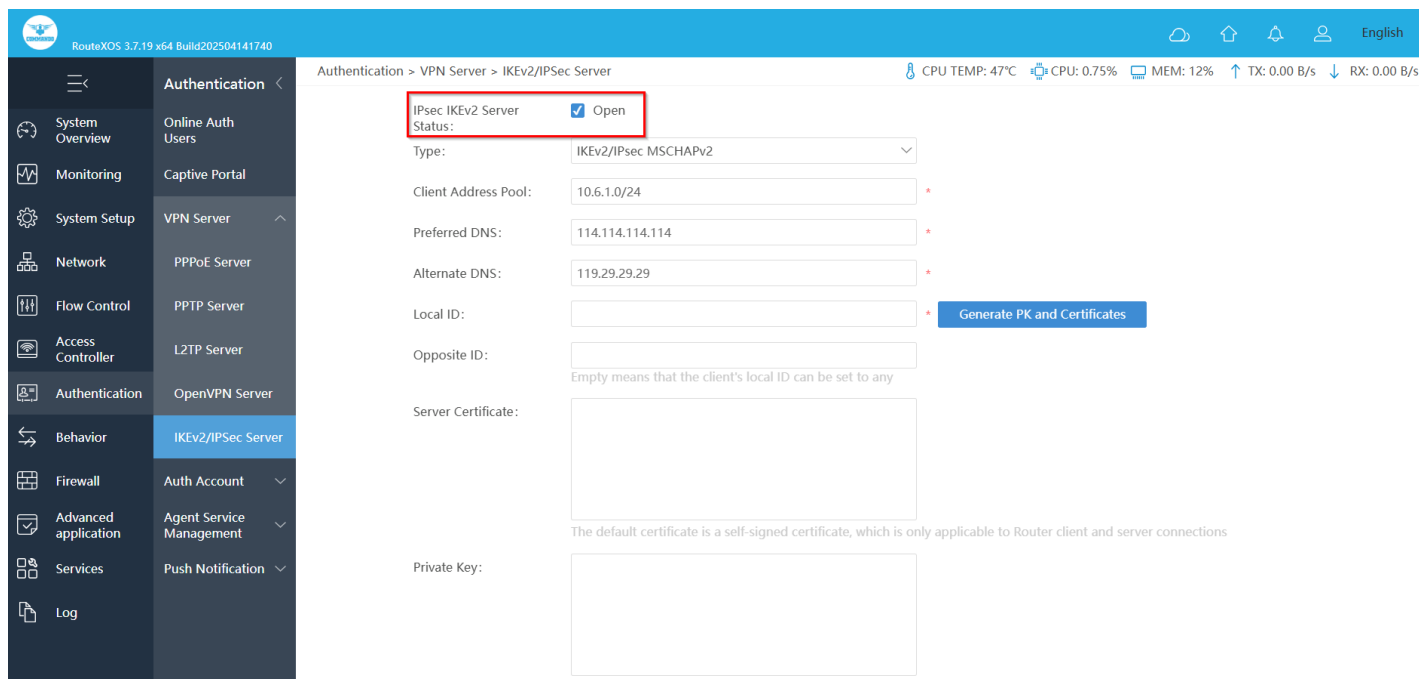 COMMANDO
RouteXOS 3.7.19 x64 Build202504141740
English
Authentication
Authentication > VPN Server > IKEv2/IPSec Server
CPU TEMP: 47°C
CPU: 0.75%
MEM: 12%
TX: 0.00 B/s
RX: 0.00 B/s
System
Overview
Monitoring
System Setup
Network
Flow Control
Access
Controller
Authentication
Behavior
Firewall
Advanced
application
Services
Log
Online Auth
Users
Captive Portal
VPN Server
PPPoE Server
PPTP Server
L2TP Server
OpenVPN Server
IKEv2/IPSec Server
Auth Account
Agent Service
Management
Push Notification
IPsec IKEv2 Server
Status:
Open
Type:
IKEv2/IPsec MSCHAPv2
Client Address Pool:
10.6.1.0/24
*
Preferred DNS:
114.114.114.114
*
Alternate DNS:
119.29.29.29
*
Local ID:
*
Generate PK and Certificates
Opposite ID:
Empty means that the client's local ID can be set to any
Server Certificate:
The default certificate is a self-signed certificate, which is only applicable to Router client and server connections
Private Key: